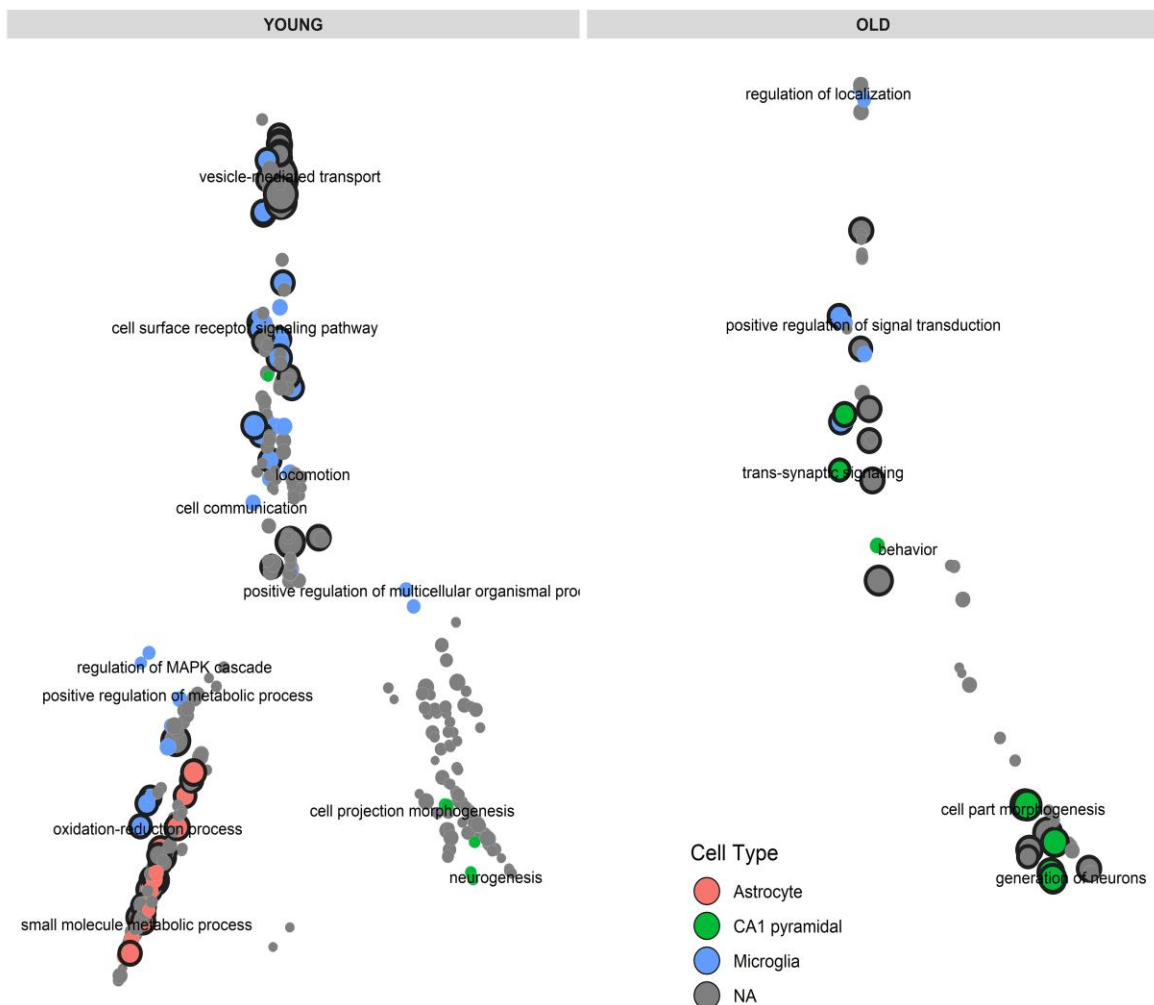 YOUNG
OLD
regulation of localization
vesicle-mediated transport
cell surface receptor signaling pathway
positive regulation of signal transduction
locomotion
trans-synaptic signaling
cell communication
behavior
positive regulation of multicellular organismal proc
regulation of MAPK cascade
positive regulation of metabolic process
cell projection morphogenesis
cell part morphogenesis
oxidation-reduction process
neurogenesis
generation of neurons
small molecule metabolic process
Cell Type
Astrocyte
CA1 pyramidal
Microglia
NA